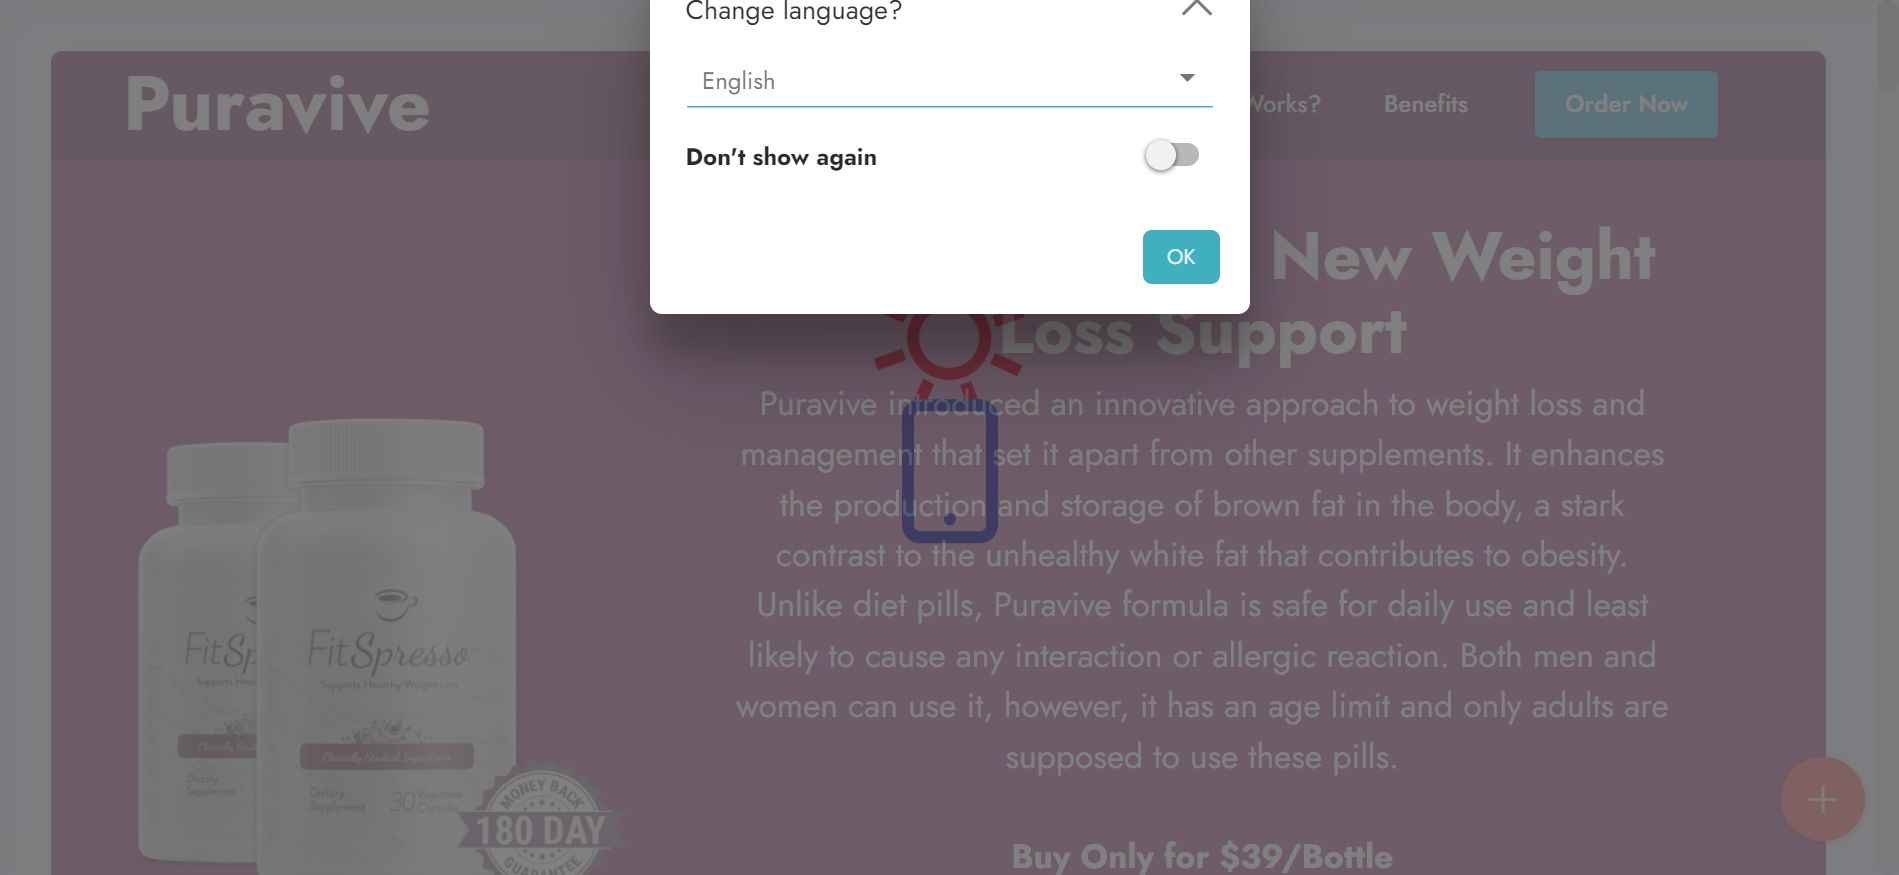 Change language?
English
Don't show again
OK
Puravive
Works?
Benefits
Order Now
New Weight
Loss Support
Puravive introduced an innovative approach to weight loss and
management that set it apart from other supplements. It enhances
the production and storage of brown fat in the body, a stark
contrast to the unhealthy white fat that contributes to obesity.
Unlike diet pills, Puravive formula is safe for daily use and least
likely to cause any interaction or allergic reaction. Both men and
women can use it, however, it has an age limit and only adults are
supposed to use these pills.
Buy Only for $39/Bottle
FitSp
Supports Heal
Clinically Stud
Dietary
Supplement
FitSpresso
Supports Healthy Weight Loss
Clinically Studied Ingredients
Dietary
Supplement
30 Vegetable
Capsules
MONEY BACK
180 DAY
GUARANTEE